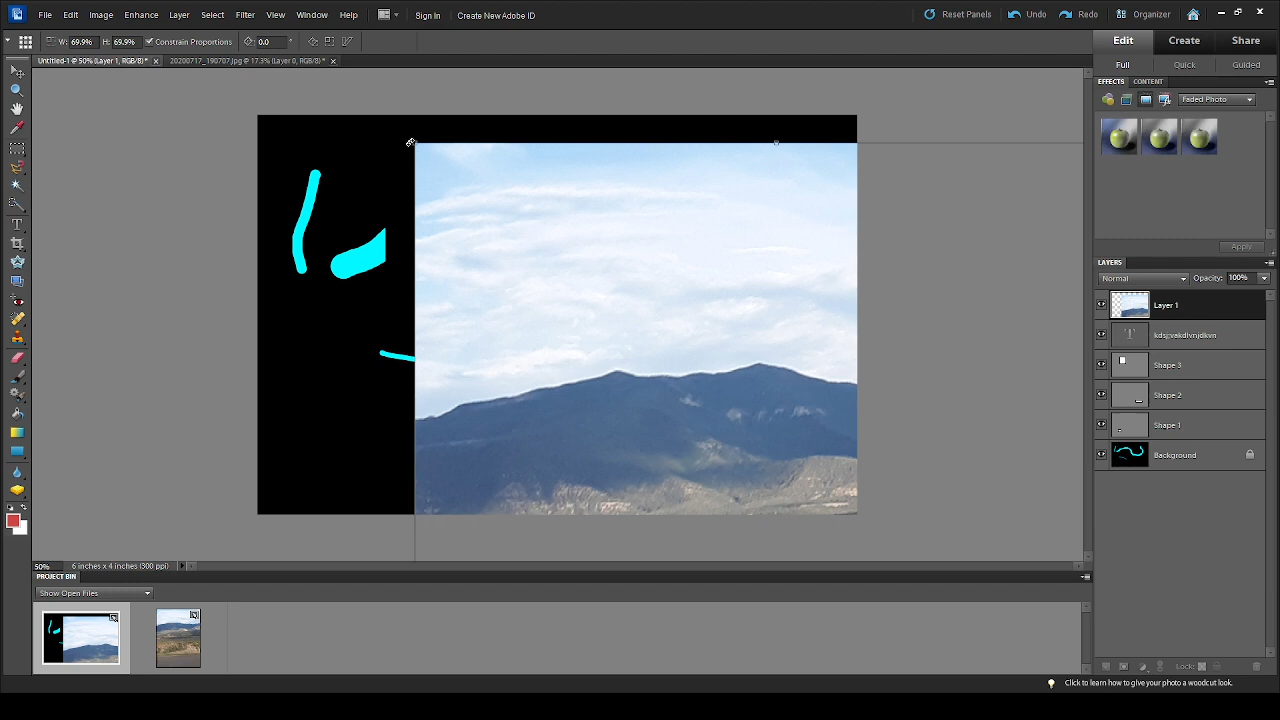 File Edit Image Enhance Layer Select Filter View Window Help Sign In Create New Adobe ID Reset Panels Undo Redo Organizer
W: 69.9% H: 69.9% Constrain Proportions 0.0 Edit Create Share
Untitled-1 @ 50% (Layer 1, RGB/8) * 20200717_190707.jpg @ 17.3% (Layer 0, RGB/8) * Full Quick Guided
EFFECTS CONTENT
Faded Photo
Apply
LAYERS
Normal Opacity: 100%
Layer 1
Shape 3
Shape 2
Shape 1
Background
50% 6 inches x 4 inches (300 ppi)
PROJECT BIN
Show Open Files
Lock:
Click to learn how to give your photo a woodcut look.